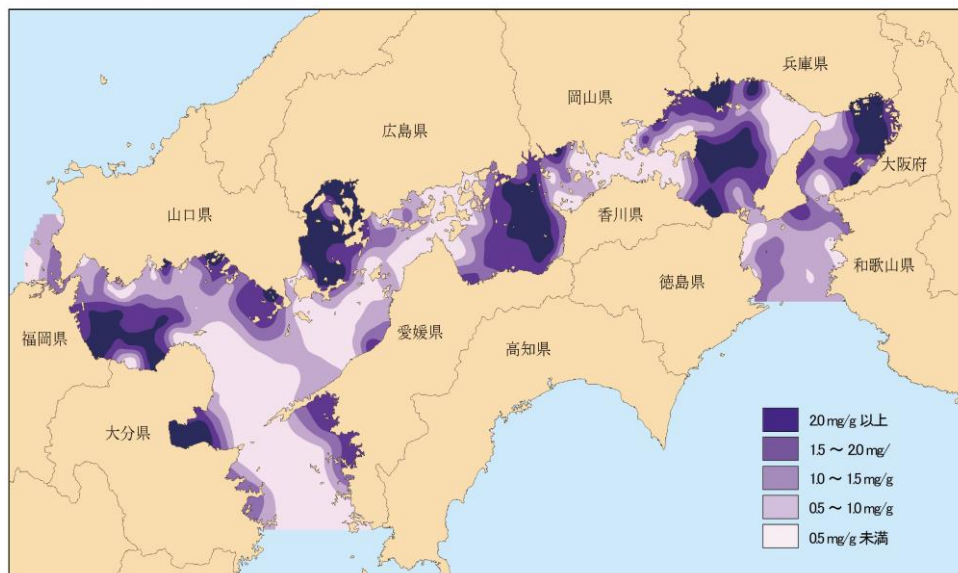 兵庫県
岡山県
広島県
大阪府
山口県
香川県
和歌山県
徳島県
福岡県
愛媛県
高知県
大分県
2.0 mg/g 以上
1.5 ～ 2.0 mg/
1.0 ～ 1.5 mg/g
0.5 ～ 1.0 mg/g
0.5 mg/g 未満